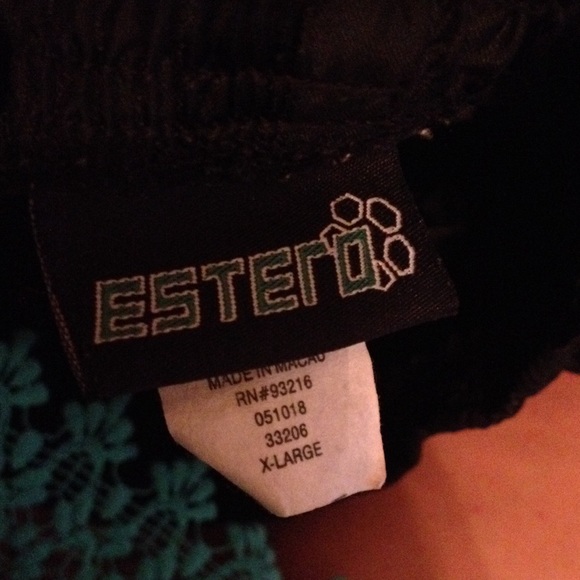 ESTErO
MADE IN MACAU
RN#93216
051018
33206
X-LARGE